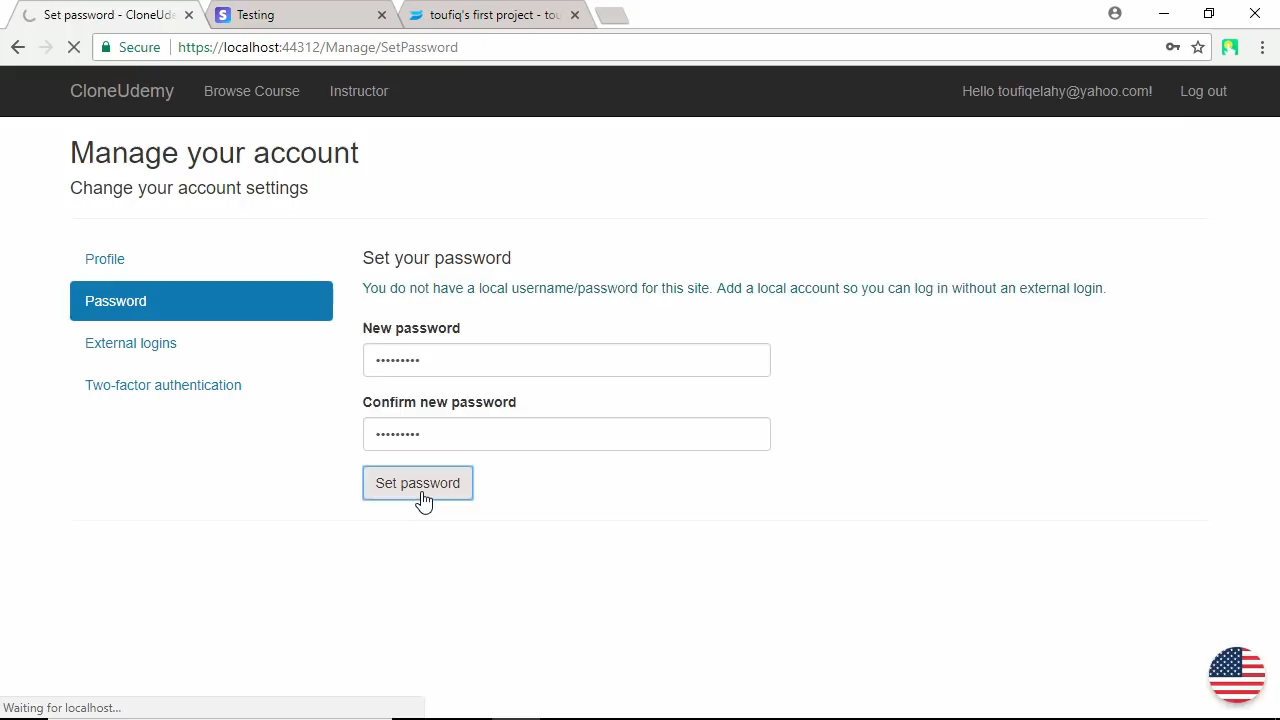 Set password - CloneUde
Testing
toufiq's first project - tou
Secure
https://localhost:44312/Manage/SetPassword
CloneUdemy
Browse Course
Instructor
Hello toufiqelahy@yahoo.com!
Log out
Manage your account
Change your account settings
Profile
Password
External logins
Two-factor authentication
Set your password
You do not have a local username/password for this site. Add a local account so you can log in without an external login.
New password
•••••••••
Confirm new password
•••••••••
Set password
Waiting for localhost...